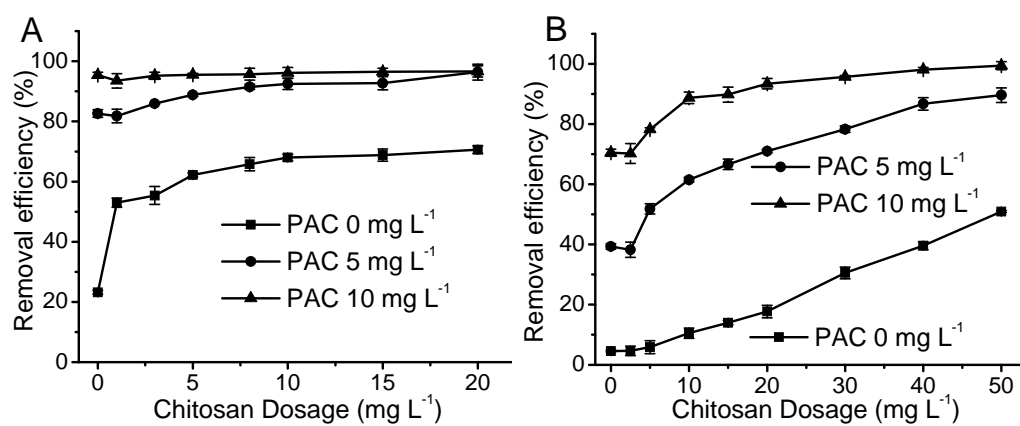 A
Removal efficiency (%)
100
80
60
40
20
0
PAC 0 mg L-1
PAC 5 mg L-1
PAC 10 mg L-1
0 5 10 15 20
Chitosan Dosage (mg L-1)
B
Removal efficiency (%)
100
80
60
40
20
0
PAC 5 mg L-1
PAC 10 mg L-1
PAC 0 mg L-1
0 10 20 30 40 50
Chitosan Dosage (mg L-1)